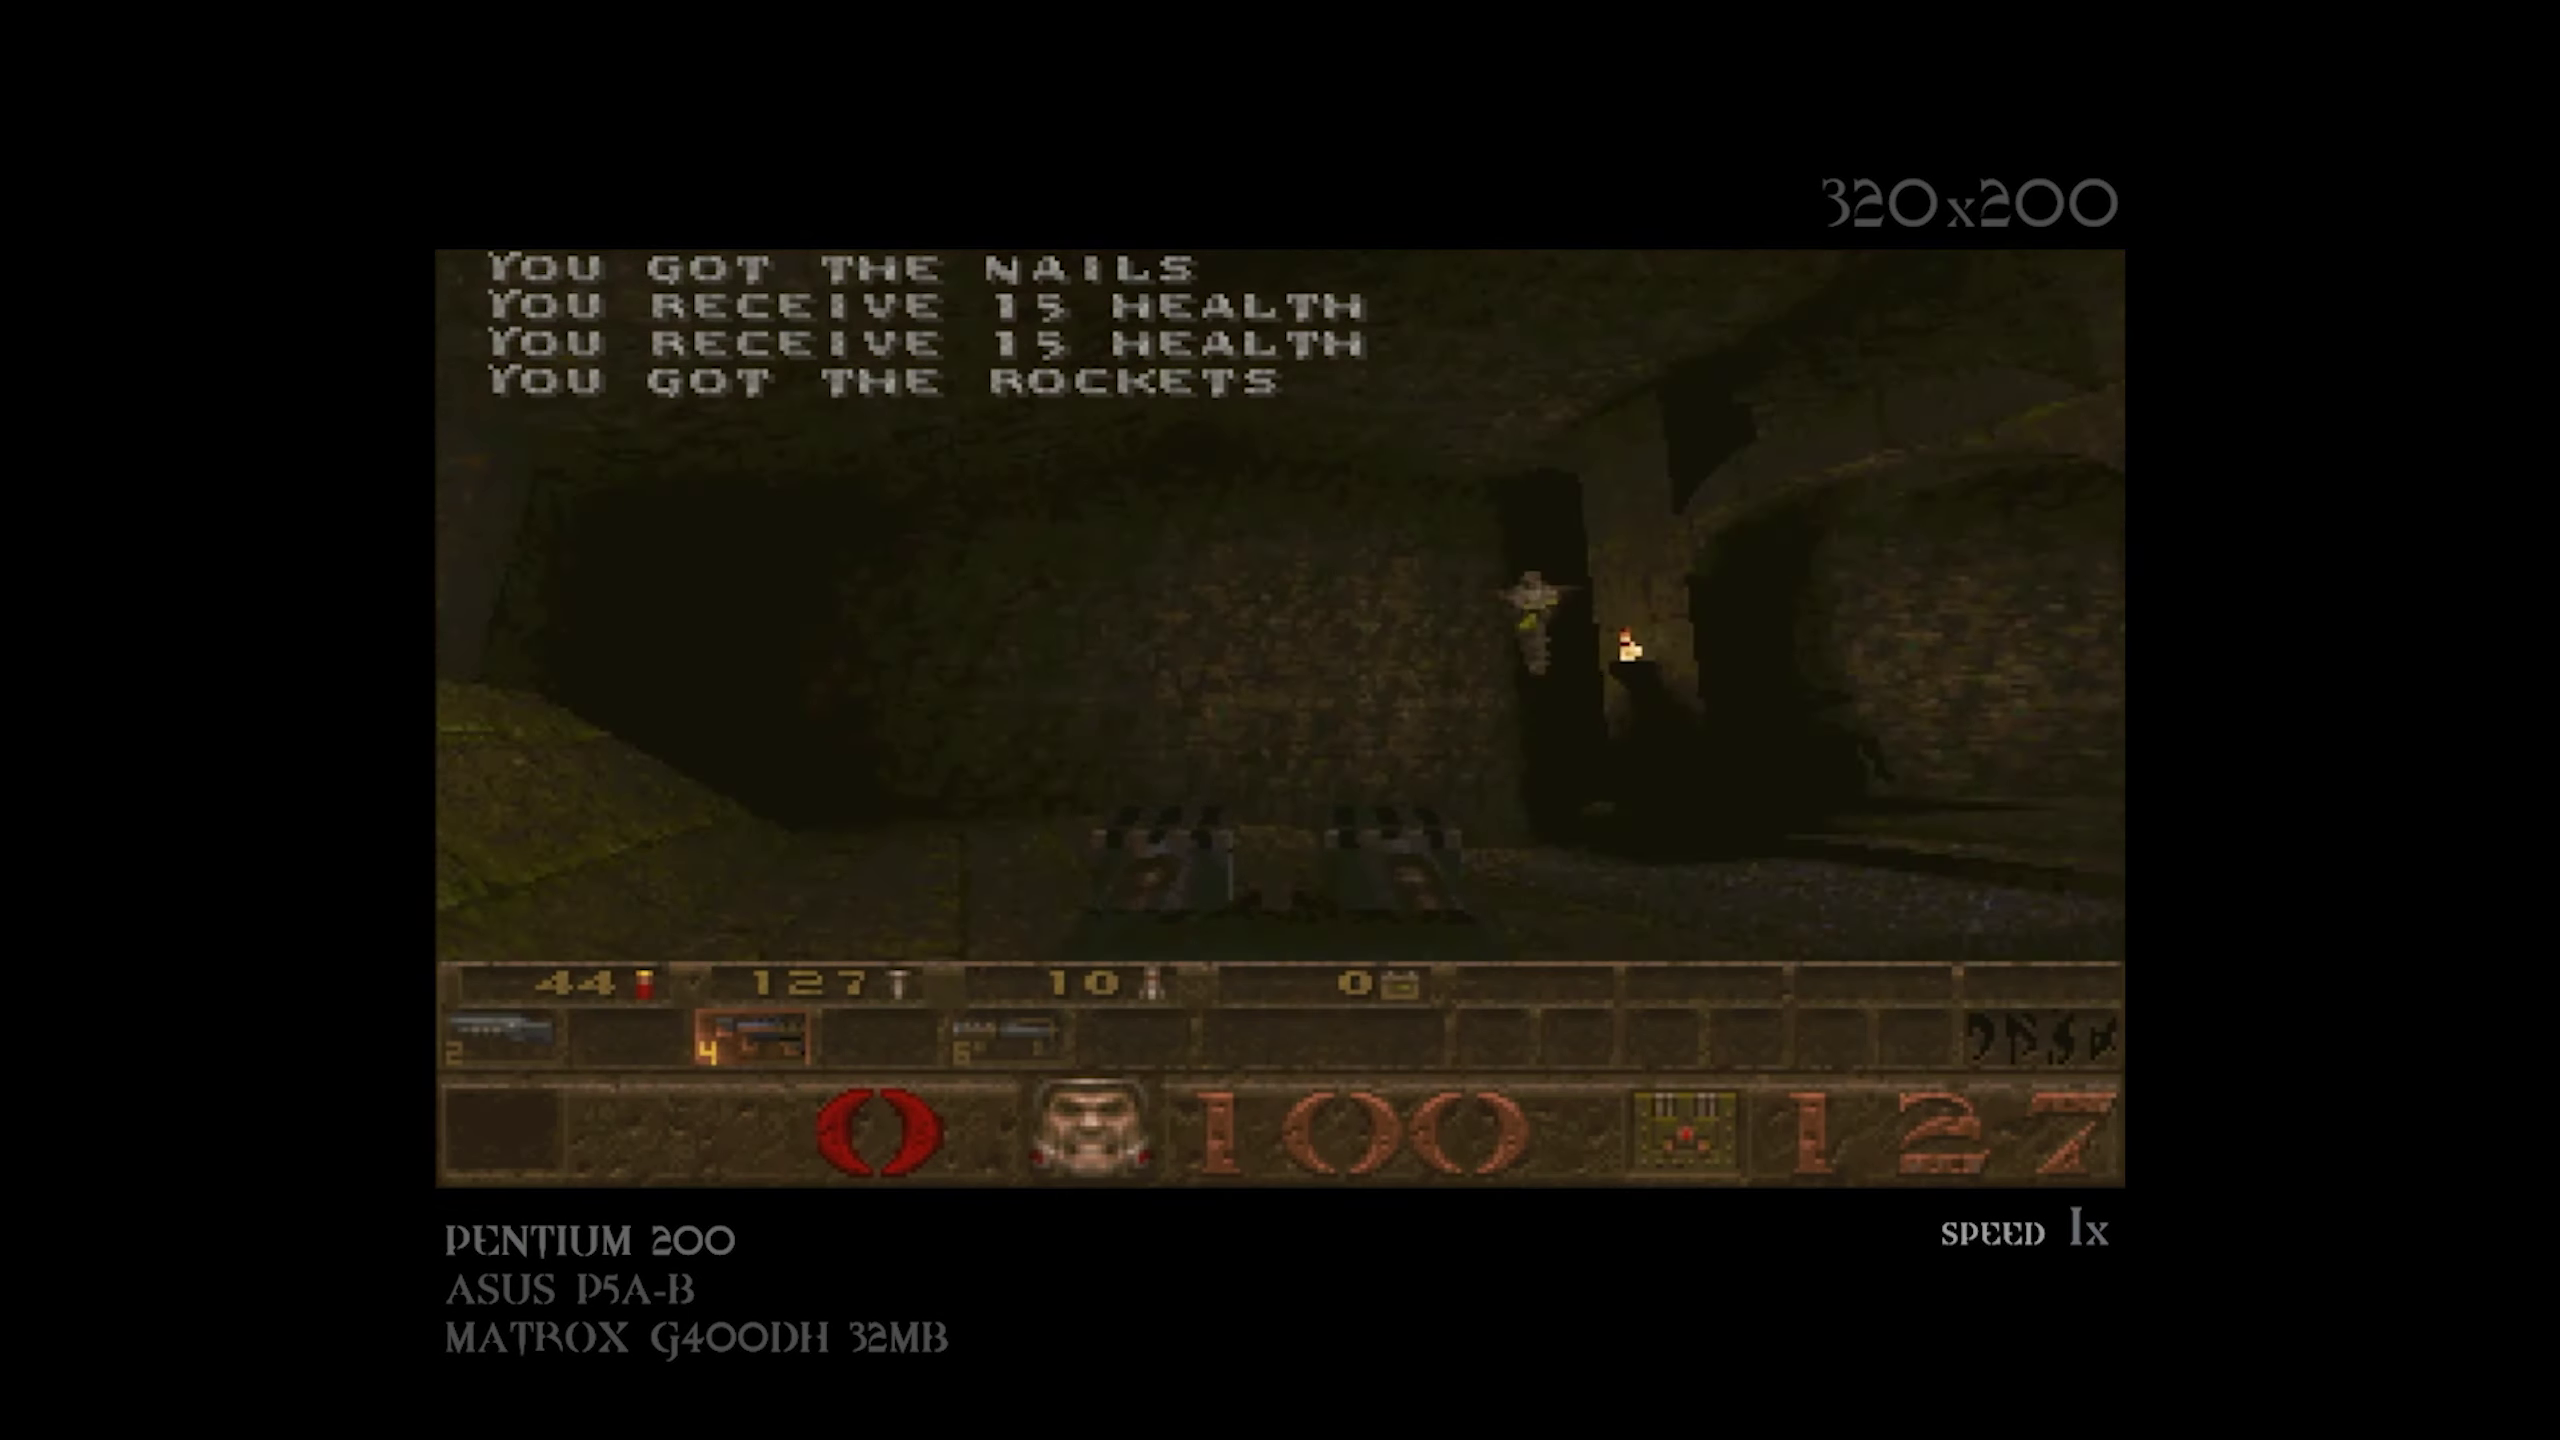 320x200
YOU GOT THE NAILS
YOU RECEIVE 15 HEALTH
YOU RECEIVE 15 HEALTH
YOU GOT THE ROCKETS
44 127 10 0
2 4 6
0 100 127
PENTIUM 200
SPEED 1x
ASUS P5A-B
MATROX G400DH 32MB